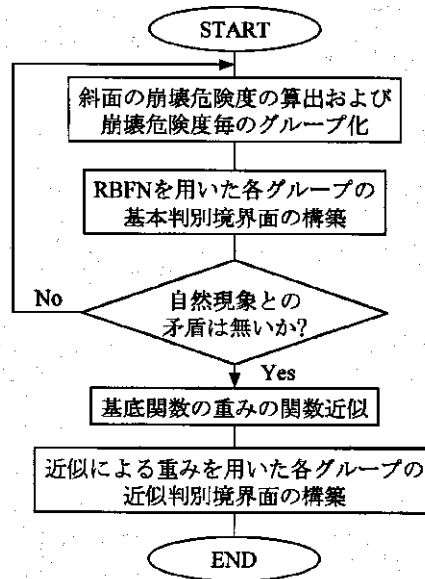 START
斜面の崩壊危険度の算出および
崩壊危険度毎のグループ化
RBFNを用いた各グループの
基本判別境界面の構築
No
自然現象との
矛盾は無いか?
Yes
基底関数の重みの関数近似
近似による重みを用いた各グループの
近似判別境界面の構築
END